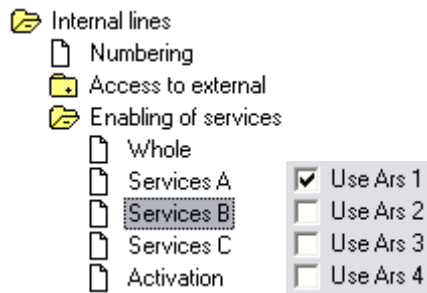 Internal lines
Numbering
Access to external
Enabling of services
Whole
Services A
Services B
Services C
Activation
Use Ars 1
Use Ars 2
Use Ars 3
Use Ars 4